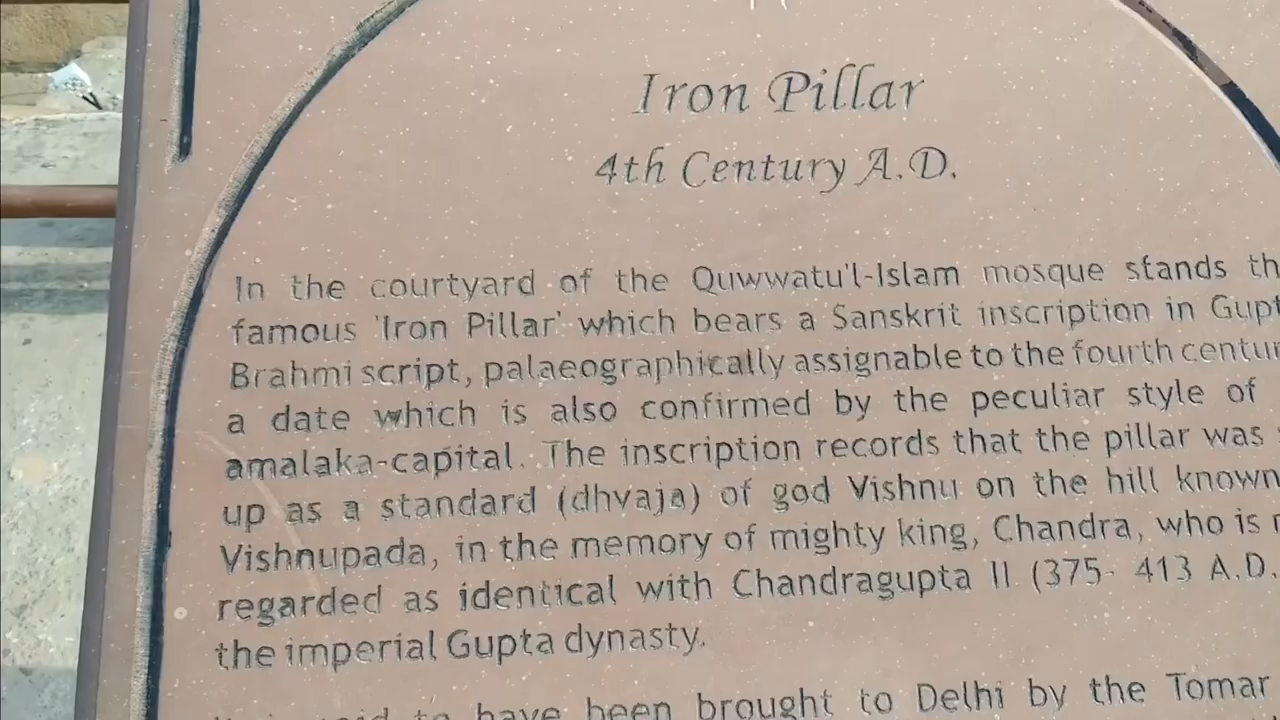 Iron Pillar
4th Century A.D.
In the courtyard of the Quwwatu'l-Islam mosque stands th
famous 'Iron Pillar' which bears a Sanskrit inscription in Gupt
Brahmi script, palaeographically assignable to the fourth centur
a date which is also confirmed by the peculiar style of
amalaka-capital. The inscription records that the pillar was
up as a standard (dhvaja) of god Vishnu on the hill known
Vishnupada, in the memory of mighty king, Chandra, who is
regarded as identical with Chandragupta II (375- 413 A.D.
the imperial Gupta dynasty.
to have been brought to Delhi by the Tomar